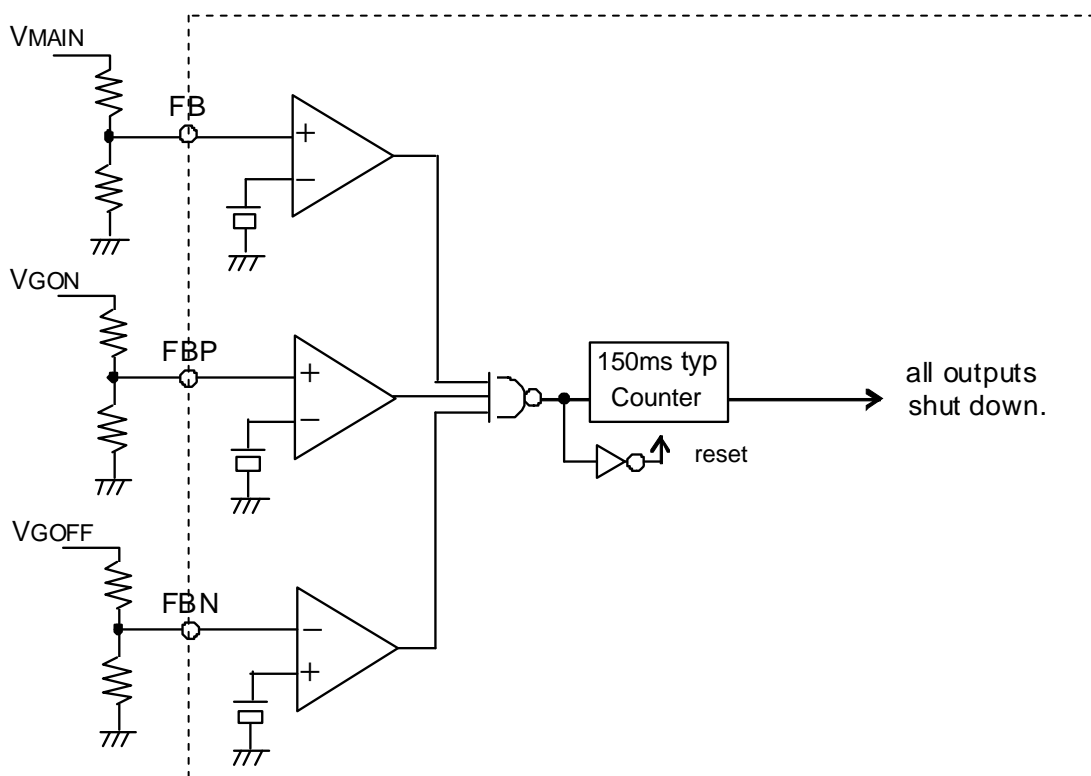 VMAIN
FB
+
−
VGON
FBP
+
−
150ms typ
Counter
all outputs
shut down.
reset
VGOFF
FBN
−
+